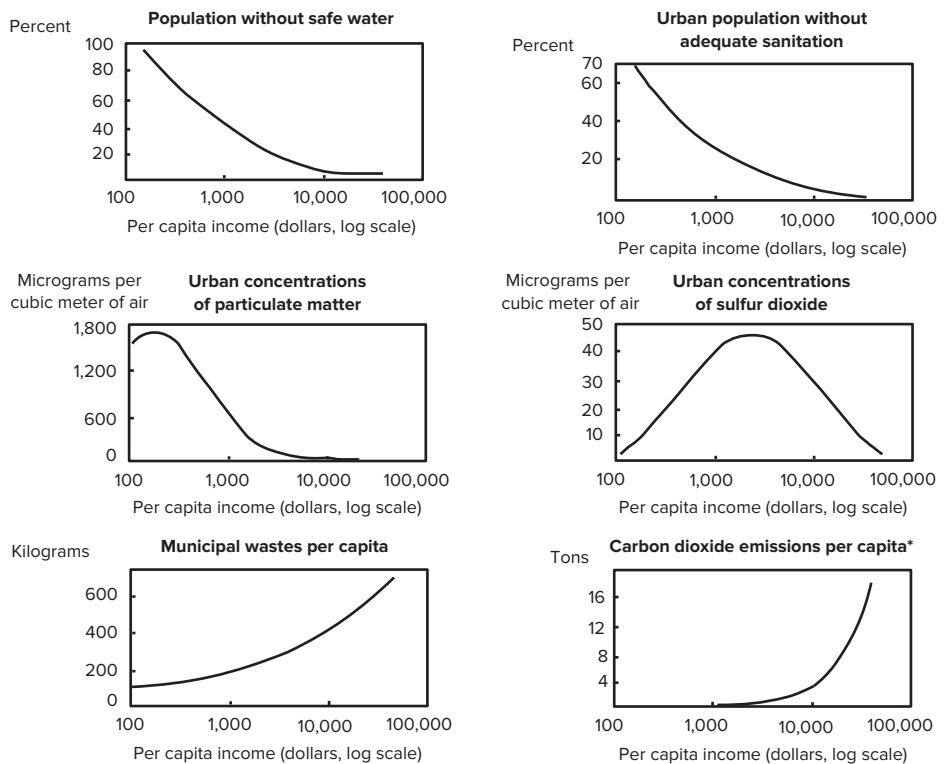 Population without safe water
Percent
100
80
60
40
20
100 1,000 10,000 100,000
Per capita income (dollars, log scale)
Urban population without
adequate sanitation
Percent
70
60
40
20
100 1,000 10,000 100,000
Per capita income (dollars, log scale)
Micrograms per
cubic meter of air
Urban concentrations
of particulate matter
1,800
1,200
600
0
100 1,000 10,000 100,000
Per capita income (dollars, log scale)
Micrograms per
cubic meter of air
Urban concentrations
of sulfur dioxide
50
40
30
20
10
100 1,000 10,000 100,000
Per capita income (dollars, log scale)
Kilograms
Municipal wastes per capita
600
400
200
0
100 1,000 10,000 100,000
Per capita income (dollars, log scale)
Tons
Carbon dioxide emissions per capita*
16
12
8
4
100 1,000 10,000 100,000
Per capita income (dollars, log scale)